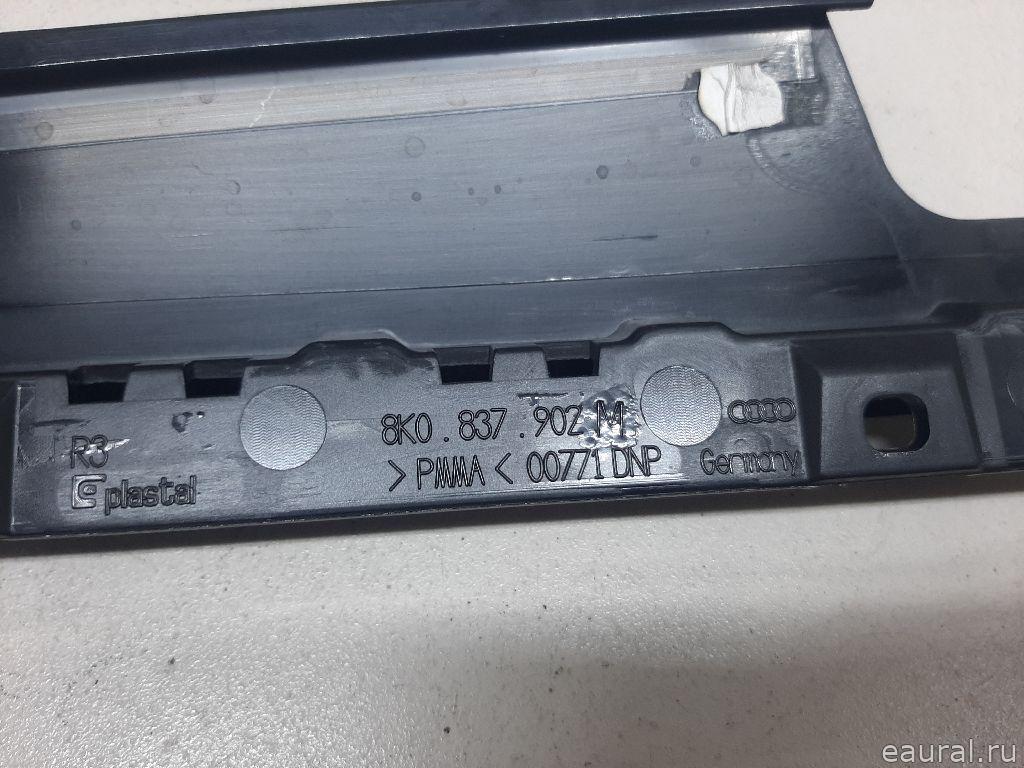 8K0 . 837 . 902 M
R3
>PMMA< 00771 DNP
Germany
plastal
eaural.ru